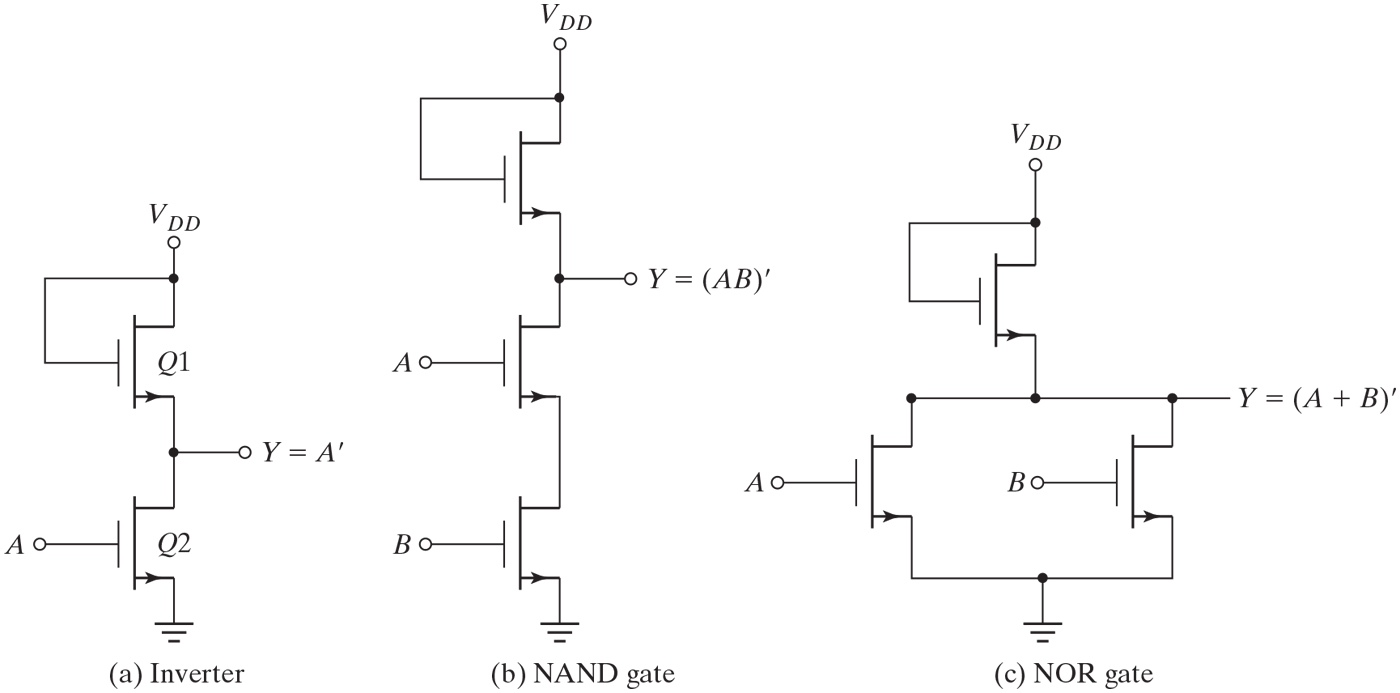 V_DD
Q1
Y = A′
A
Q2
(a) Inverter
V_DD
Y = (AB)′
A
B
(b) NAND gate
V_DD
Y = (A + B)′
A
B
(c) NOR gate